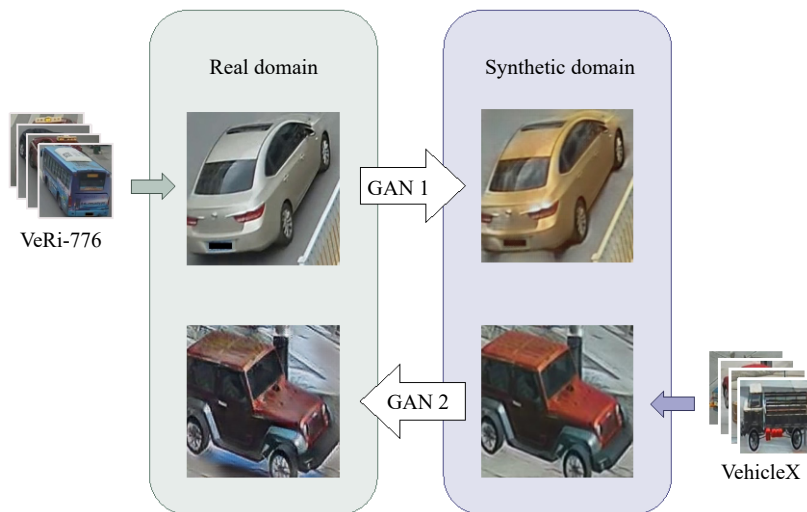 Real domain
Synthetic domain
GAN 1
VeRi-776
GAN 2
VehicleX